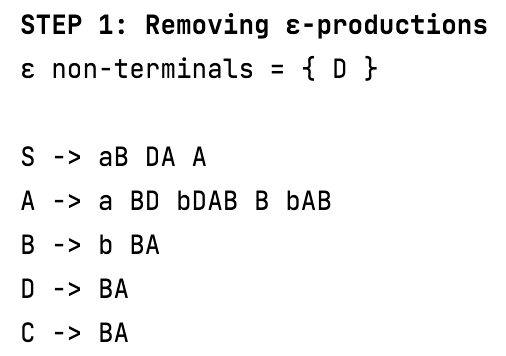 STEP 1: Removing ε-productions
ε non-terminals = { D }
S -> aB DA A
A -> a BD bDAB B bAB
B -> b BA
D -> BA
C -> BA